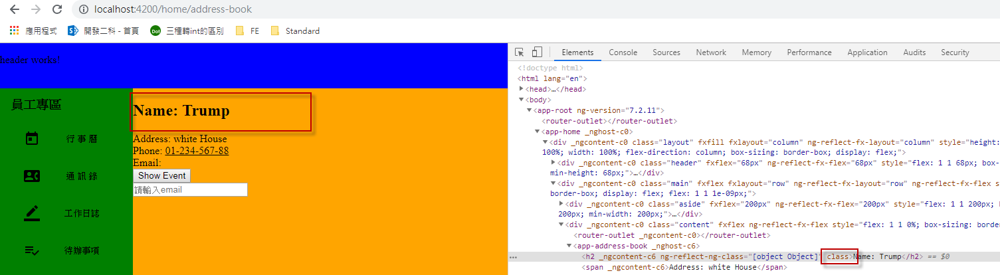 localhost:4200/home/address-book
應用程式 開發二科 - 首頁 Dot 三種轉int的區別 FE Standard
header works!
員工專區
行 事 曆
通 訊 錄
工作日誌
待辦事項
Name: Trump
Address: white House
Phone: 01-234-567-88
Email:
Show Event
請輸入email
Elements Console Sources Network Memory Performance Application Audits Security
<!doctype html>
<html lang="en">
<head>…</head>
<body>
<app-root ng-version="7.2.11">
<router-outlet></router-outlet>
<app-home _nghost-c0>
<div _ngcontent-c0 class="layout" fxfill fxlayout="column" ng-reflect-fx-layout="column" style="height:
100%; width: 100%; flex-direction: column; box-sizing: border-box; display: flex;">
<div _ngcontent-c0 class="header" fxflex="68px" ng-reflect-fx-flex="68px" style="flex: 1 1 68px; box-
min-height: 68px;">…</div>
<div _ngcontent-c0 class="main" fxflex fxlayout="row" ng-reflect-fx-layout="row" ng-reflect-fx-flex s
border-box; display: flex; flex: 1 1 1e-09px;">
<div _ngcontent-c0 class="aside" fxflex="200px" ng-reflect-fx-flex="200px" style="flex: 1 1 200px;
200px; min-width: 200px;">…</div>
<div _ngcontent-c0 class="content" fxflex ng-reflect-fx-flex style="flex: 1 1 0%; box-sizing: border
<router-outlet _ngcontent-c0></router-outlet>
<app-address-book _nghost-c6>
<h2 _ngcontent-c6 ng-reflect-ng-class="[object Object]" class>Name: Trump</h2> == $0
<span _ngcontent-c6>Address: white House</span>